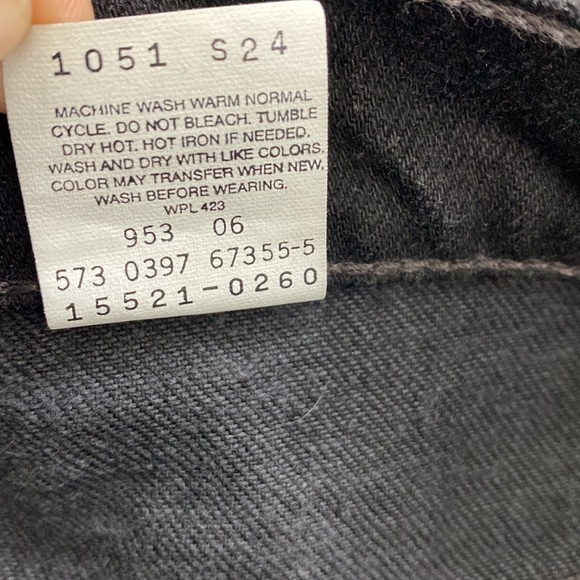 1051 S24
MACHINE WASH WARM NORMAL
CYCLE. DO NOT BLEACH. TUMBLE
DRY HOT. HOT IRON IF NEEDED.
WASH AND DRY WITH LIKE COLORS.
COLOR MAY TRANSFER WHEN NEW.
WASH BEFORE WEARING.
WPL 423
953 06
573 0397 67355-5
15521-0260